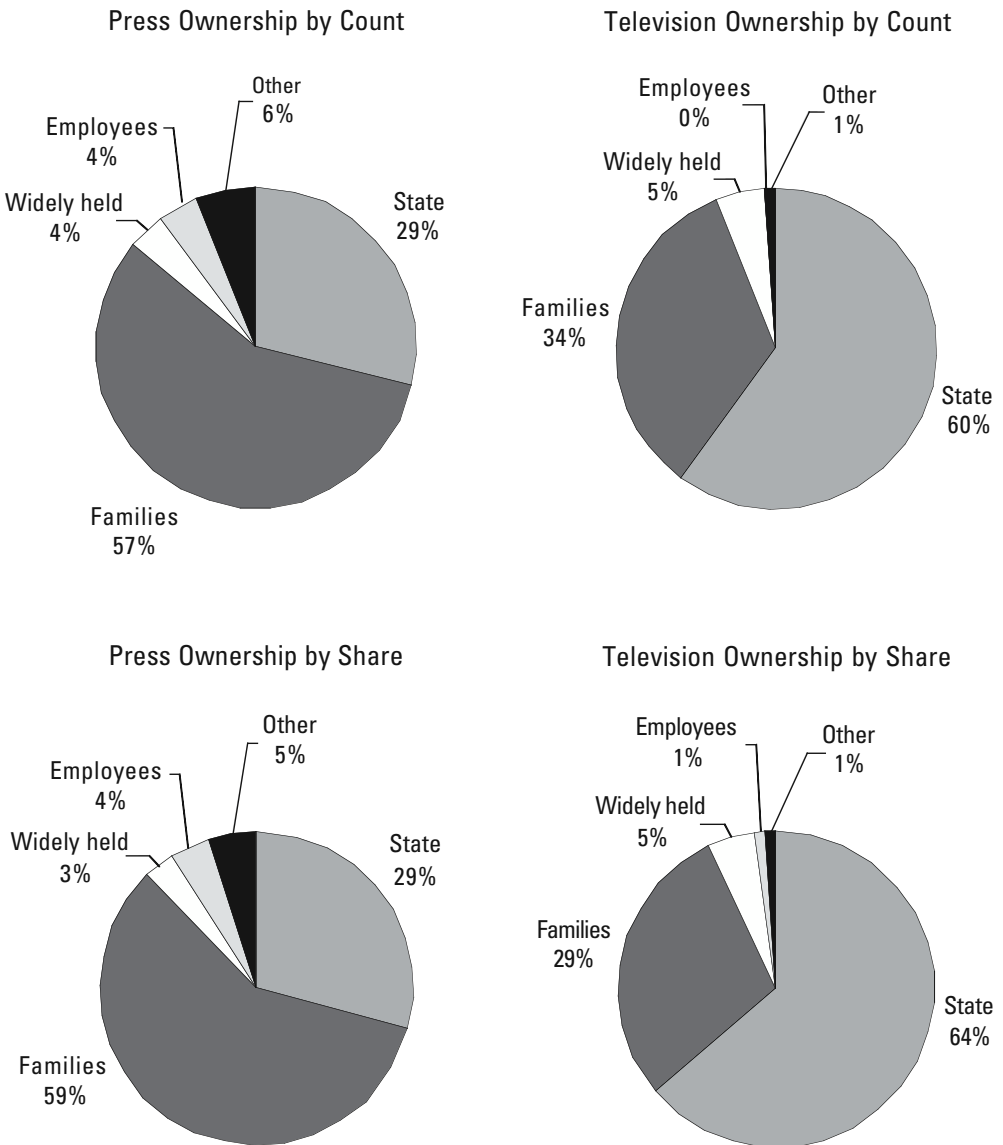 Press Ownership by Count
Other
6%
Employees
4%
Widely held
4%
State
29%
Families
57%
Television Ownership by Count
Employees
0%
Other
1%
Widely held
5%
Families
34%
State
60%
Press Ownership by Share
Other
5%
Employees
4%
Widely held
3%
State
29%
Families
59%
Television Ownership by Share
Employees
1%
Other
1%
Widely held
5%
Families
29%
State
64%